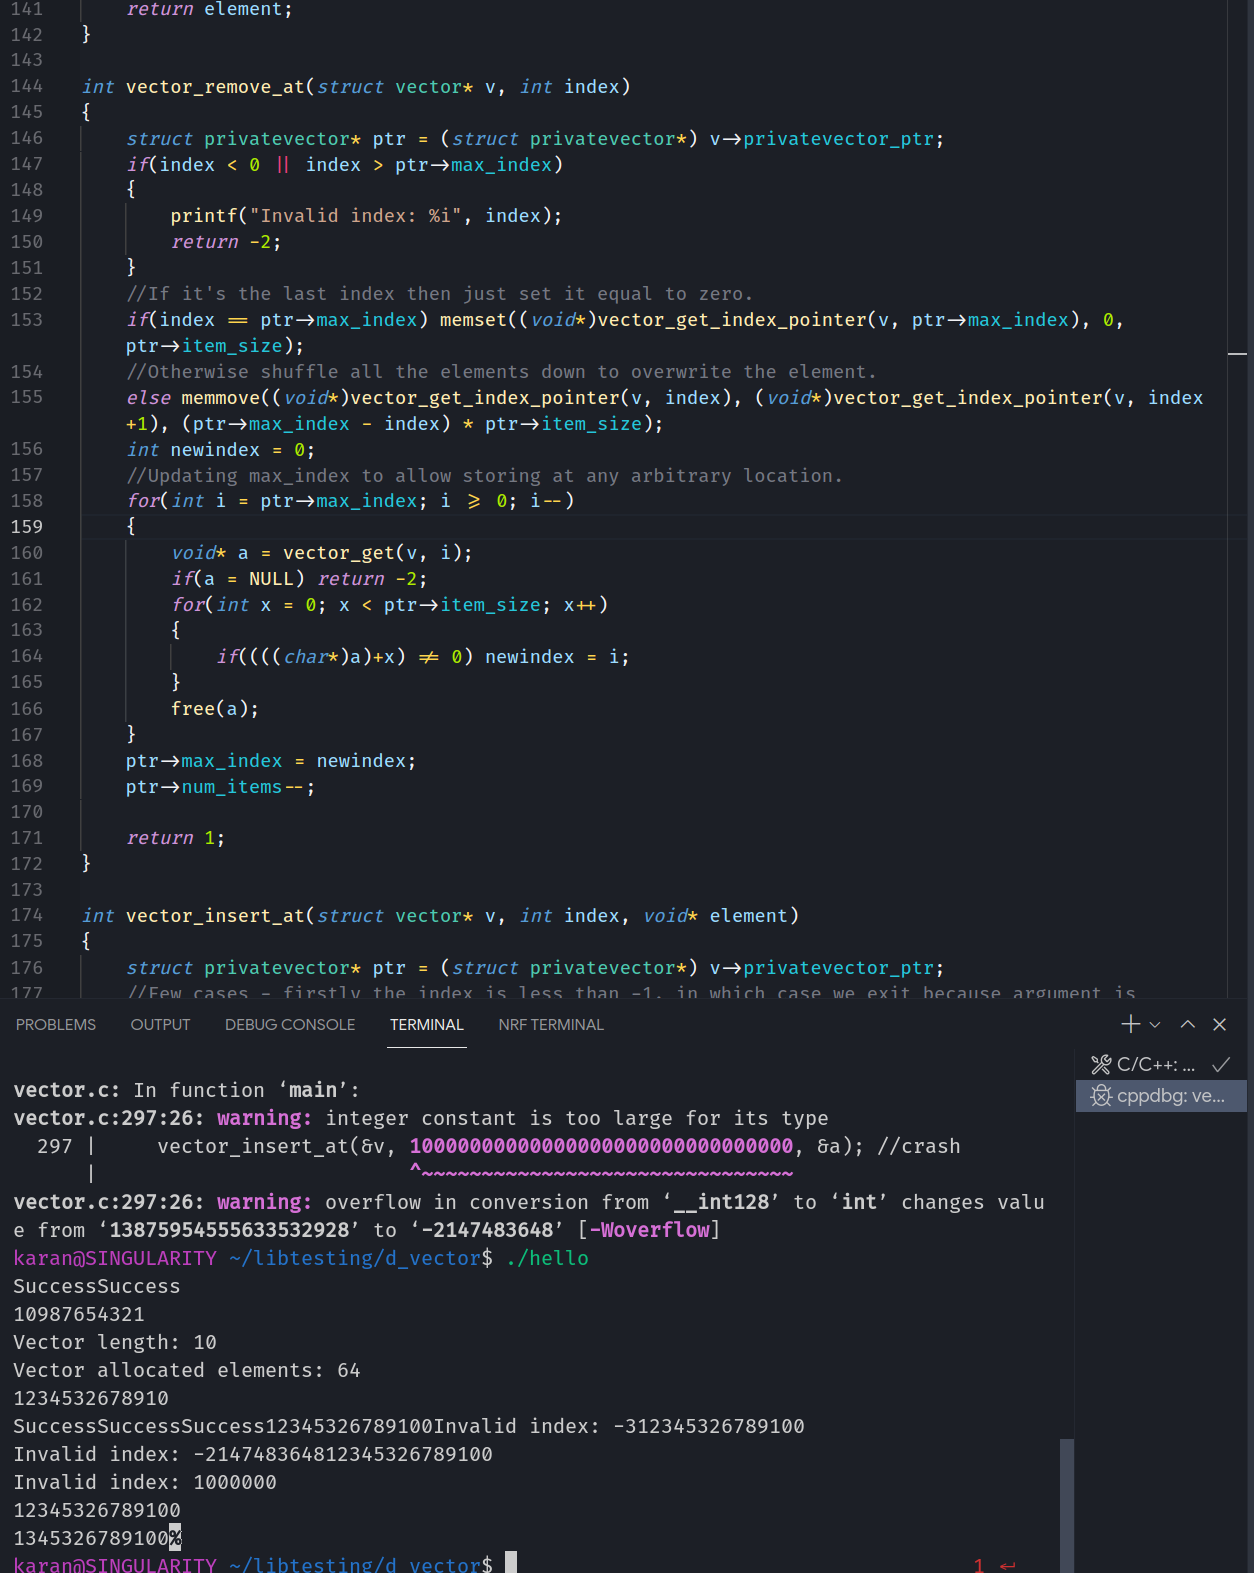 141 return element;
142 }
143
144 int vector_remove_at(struct vector* v, int index)
145 {
146 struct privatevector* ptr = (struct privatevector*) v->privatevector_ptr;
147 if(index < 0 || index > ptr->max_index)
148 {
149 printf("Invalid index: %i", index);
150 return -2;
151 }
152 //If it's the last index then just set it equal to zero.
153 if(index == ptr->max_index) memset((void*)vector_get_index_pointer(v, ptr->max_index), 0,
ptr->item_size);
154 //Otherwise shuffle all the elements down to overwrite the element.
155 else memmove((void*)vector_get_index_pointer(v, index), (void*)vector_get_index_pointer(v, index
+1), (ptr->max_index - index) * ptr->item_size);
156 int newindex = 0;
157 //Updating max_index to allow storing at any arbitrary location.
158 for(int i = ptr->max_index; i >= 0; i--)
159 {
160 void* a = vector_get(v, i);
161 if(a = NULL) return -2;
162 for(int x = 0; x < ptr->item_size; x++)
163 {
164 if((((char*)a)+x) != 0) newindex = i;
165 }
166 free(a);
167 }
168 ptr->max_index = newindex;
169 ptr->num_items--;
170
171 return 1;
172 }
173
174 int vector_insert_at(struct vector* v, int index, void* element)
175 {
176 struct privatevector* ptr = (struct privatevector*) v->privatevector_ptr;
177 //Few cases - firstly the index is less than -1, in which case we exit because argument is
PROBLEMS OUTPUT DEBUG CONSOLE TERMINAL NRF TERMINAL
C/C++: ...
cppdbg: ve...
vector.c: In function ‘main’:
vector.c:297:26: warning: integer constant is too large for its type
297 | vector_insert_at(&v, 10000000000000000000000000000000, &a); //crash
| ^~~~~~~~~~~~~~~~~~~~~~~~~~~~~~~~
vector.c:297:26: warning: overflow in conversion from ‘__int128’ to ‘int’ changes valu
e from ‘13875954555633532928’ to ‘-2147483648’ [-Woverflow]
karan@SINGULARITY ~/libtesting/d_vector$ ./hello
SuccessSuccess
10987654321
Vector length: 10
Vector allocated elements: 64
1234532678910
SuccessSuccessSuccess12345326789100Invalid index: -312345326789100
Invalid index: -214748364812345326789100
Invalid index: 1000000
12345326789100
1345326789100%
karan@SINGULARITY ~/libtesting/d_vector$ 1 ↵